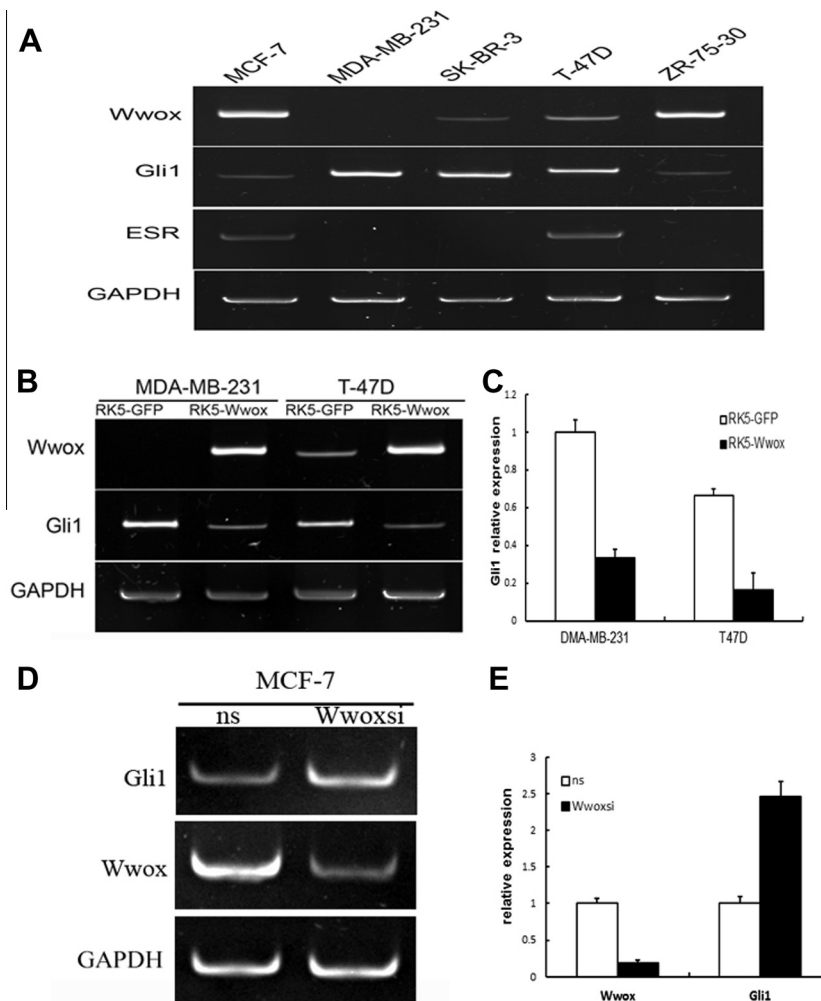 A
MCF-7 MDA-MB-231 SK-BR-3 T-47D ZR-75-30
Wwox
Gli1
ESR
GAPDH
B
MDA-MB-231 T-47D
RK5-GFP RK5-Wwox RK5-GFP RK5-Wwox
Wwox
Gli1
GAPDH
C
Gli1 relative expression
1.2
1
0.8
0.6
0.4
0.2
0
RK5-GFP
RK5-Wwox
DMA-MB-231 T47D
D
MCF-7
ns Wwoxsi
Gli1
Wwox
GAPDH
E
relative expression
3
2.5
2
1.5
1
0.5
0
ns
Wwoxsi
Wwox Gli1